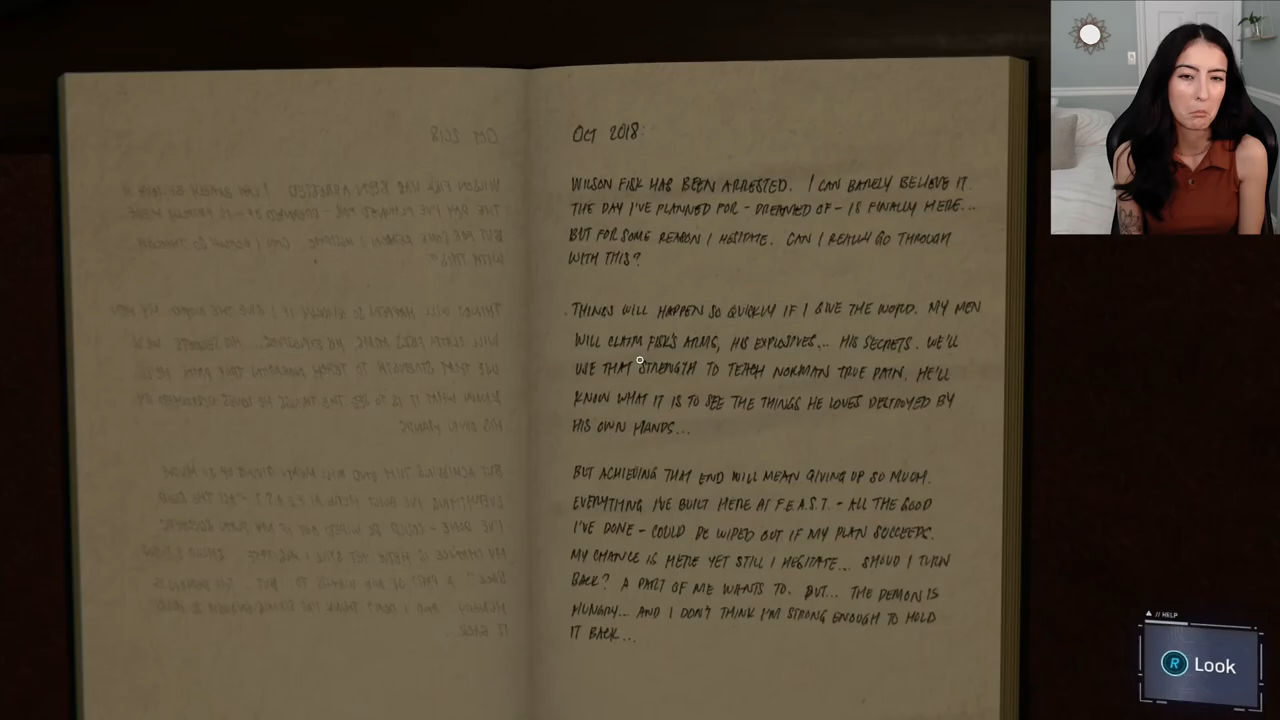 OCT 2018:
WILSON FISK HAS BEEN ARRESTED. I CAN BARELY BELIEVE IT.
THE DAY I'VE PLANNED FOR - DREAMED OF - IS FINALLY HERE...
BUT FOR SOME REASON I HESITATE. CAN I REALLY GO THROUGH
WITH THIS?
THINGS WILL HAPPEN SO QUICKLY IF I GIVE THE WORD. MY MEN
WILL CLAIM FISK'S ARMS, HIS EXPLOSIVES... HIS SECRETS. WE'LL
USE THAT STRENGTH TO TEACH NORMAN TRUE PAIN. HE'LL
KNOW WHAT IT IS TO SEE THE THINGS HE LOVES DESTROYED BY
HIS OWN HANDS...
BUT ACHIEVING THAT END WILL MEAN GIVING UP SO MUCH.
EVERYTHING I'VE BUILT HERE AT F.E.A.S.T. - ALL THE GOOD
I'VE DONE - COULD BE WIPED OUT IF MY PLAN SUCCEEDS.
MY CHANCE IS HERE YET STILL I HESITATE... SHOUD I TURN
BACK? A PART OF ME WANTS TO. BUT... THE DEMON IS
HUNGRY... AND I DON'T THINK I'M STRONG ENOUGH TO HOLD
IT BACK...
// HELP
R Look